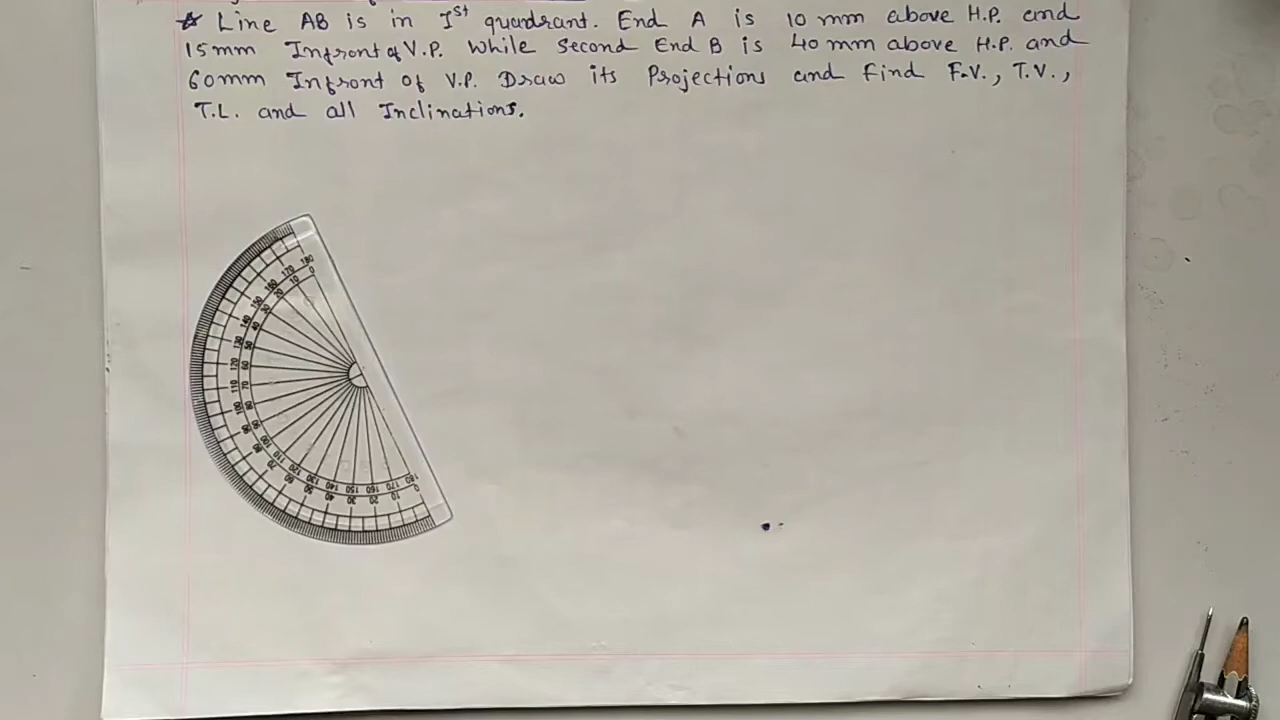 ☆ Line AB is in Ist quadrant. End A is 10 mm above H.P. and
15mm Infront of V.P. While Second End B is 40 mm above H.P. and
60mm Infront of V.P. Draw its Projections and Find F.V., T.V.,
T.L. and all Inclinations.